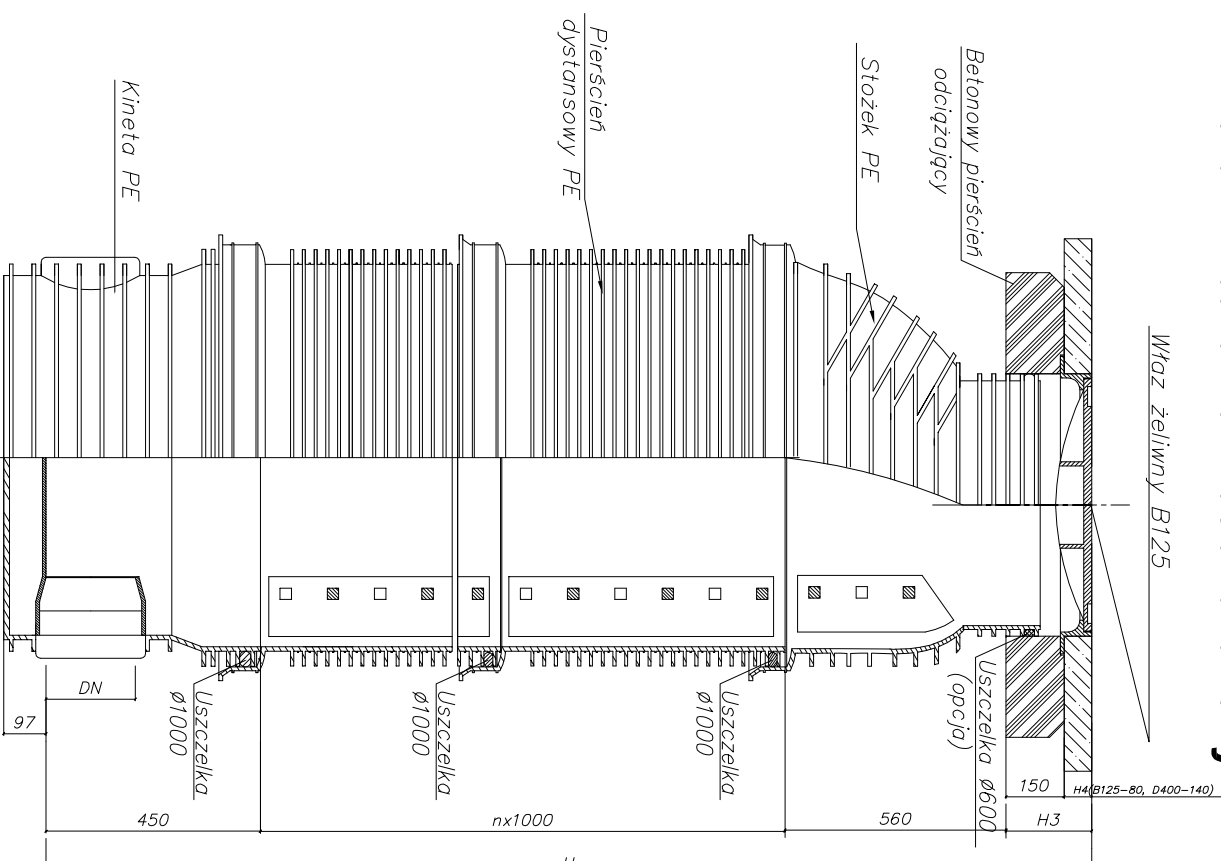 Właz żeliwny B125
Betonowy pierścień
odciążający
Stożek PE
Pierścień
dystansowy PE
Kineta PE
Uszczelka Ø600
(opcja)
Uszczelka
Ø1000
Uszczelka
Ø1000
Uszczelka
Ø1000
DN
97
450
nx1000
560
150
H4(B125-80, D400-140)
H3